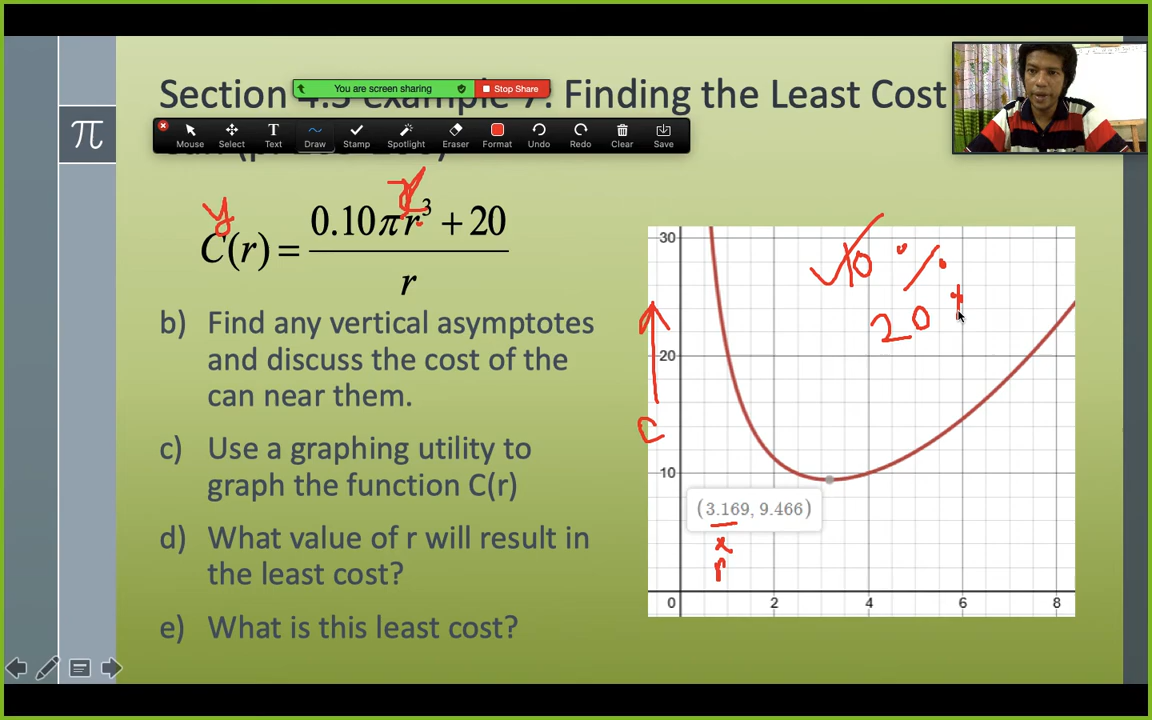 Section 4.3 Example 7: Finding the Least Cost
You are screen sharing
Stop Share
Mouse
Select
Text
Draw
Stamp
Spotlight
Eraser
Format
Undo
Redo
Clear
Save
π
y
C(r) = (0.10πr³ + 20) / r
b) Find any vertical asymptotes
and discuss the cost of the
can near them.
c) Use a graphing utility to
graph the function C(r)
d) What value of r will result in
the least cost?
e) What is this least cost?
30
20
10
0
2
4
6
8
(3.169, 9.466)
x
r
C
10 %
20